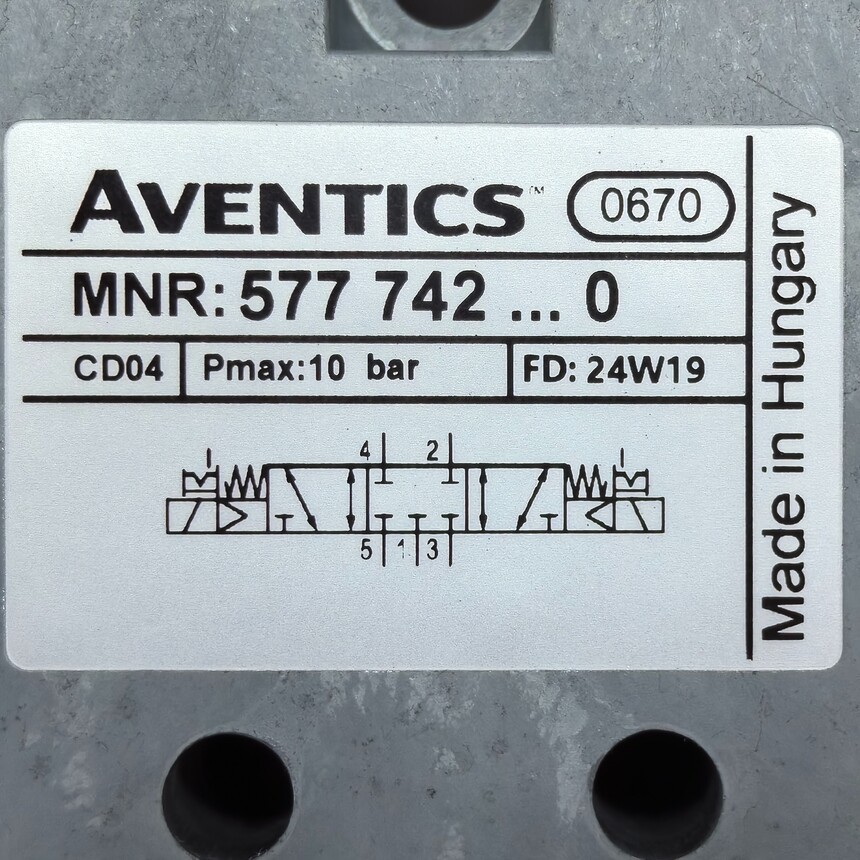 AVENTICS™ 0670
MNR: 577 742 ... 0
CD04 Pmax:10 bar FD: 24W19
4 2
5 1 3
Made in Hungary